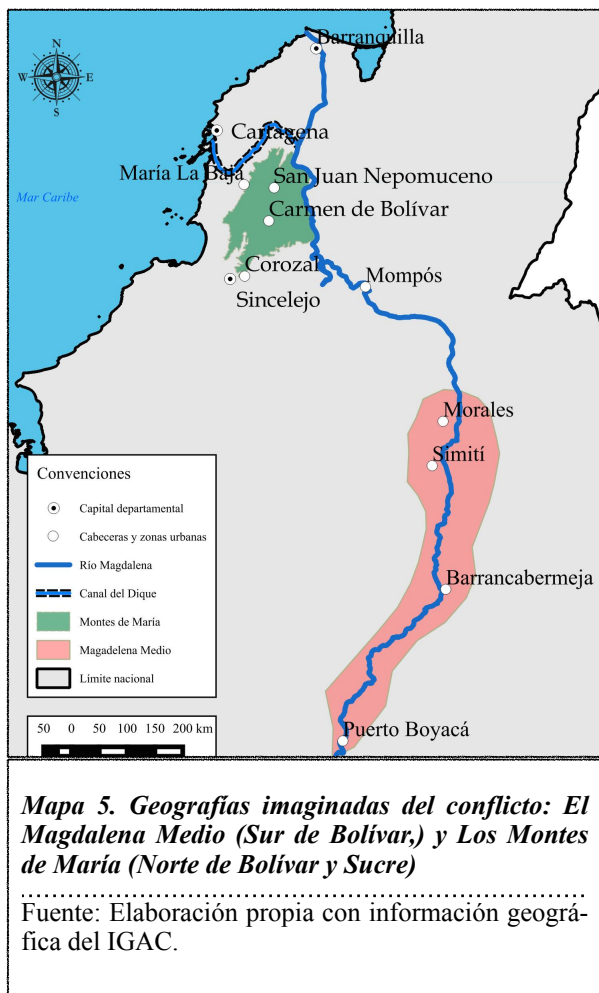 Barranquilla
N
W E
S
Cartagena
María La Baja
San Juan Nepomuceno
Mar Caribe
Carmen de Bolívar
Corozal
Mompós
Sincelejo
Morales
Simití
Convenciones
Capital departamental
Cabeceras y zonas urbanas
Río Magdalena
Canal del Dique
Barrancabermeja
Montes de María
Magadelena Medio
Límite nacional
50 0 50 100 150 200 km
Puerto Boyacá
Mapa 5. Geografías imaginadas del conflicto: El
Magdalena Medio (Sur de Bolívar,) y Los Montes
de María (Norte de Bolívar y Sucre)
Fuente: Elaboración propia con información geográ-
fica del IGAC.